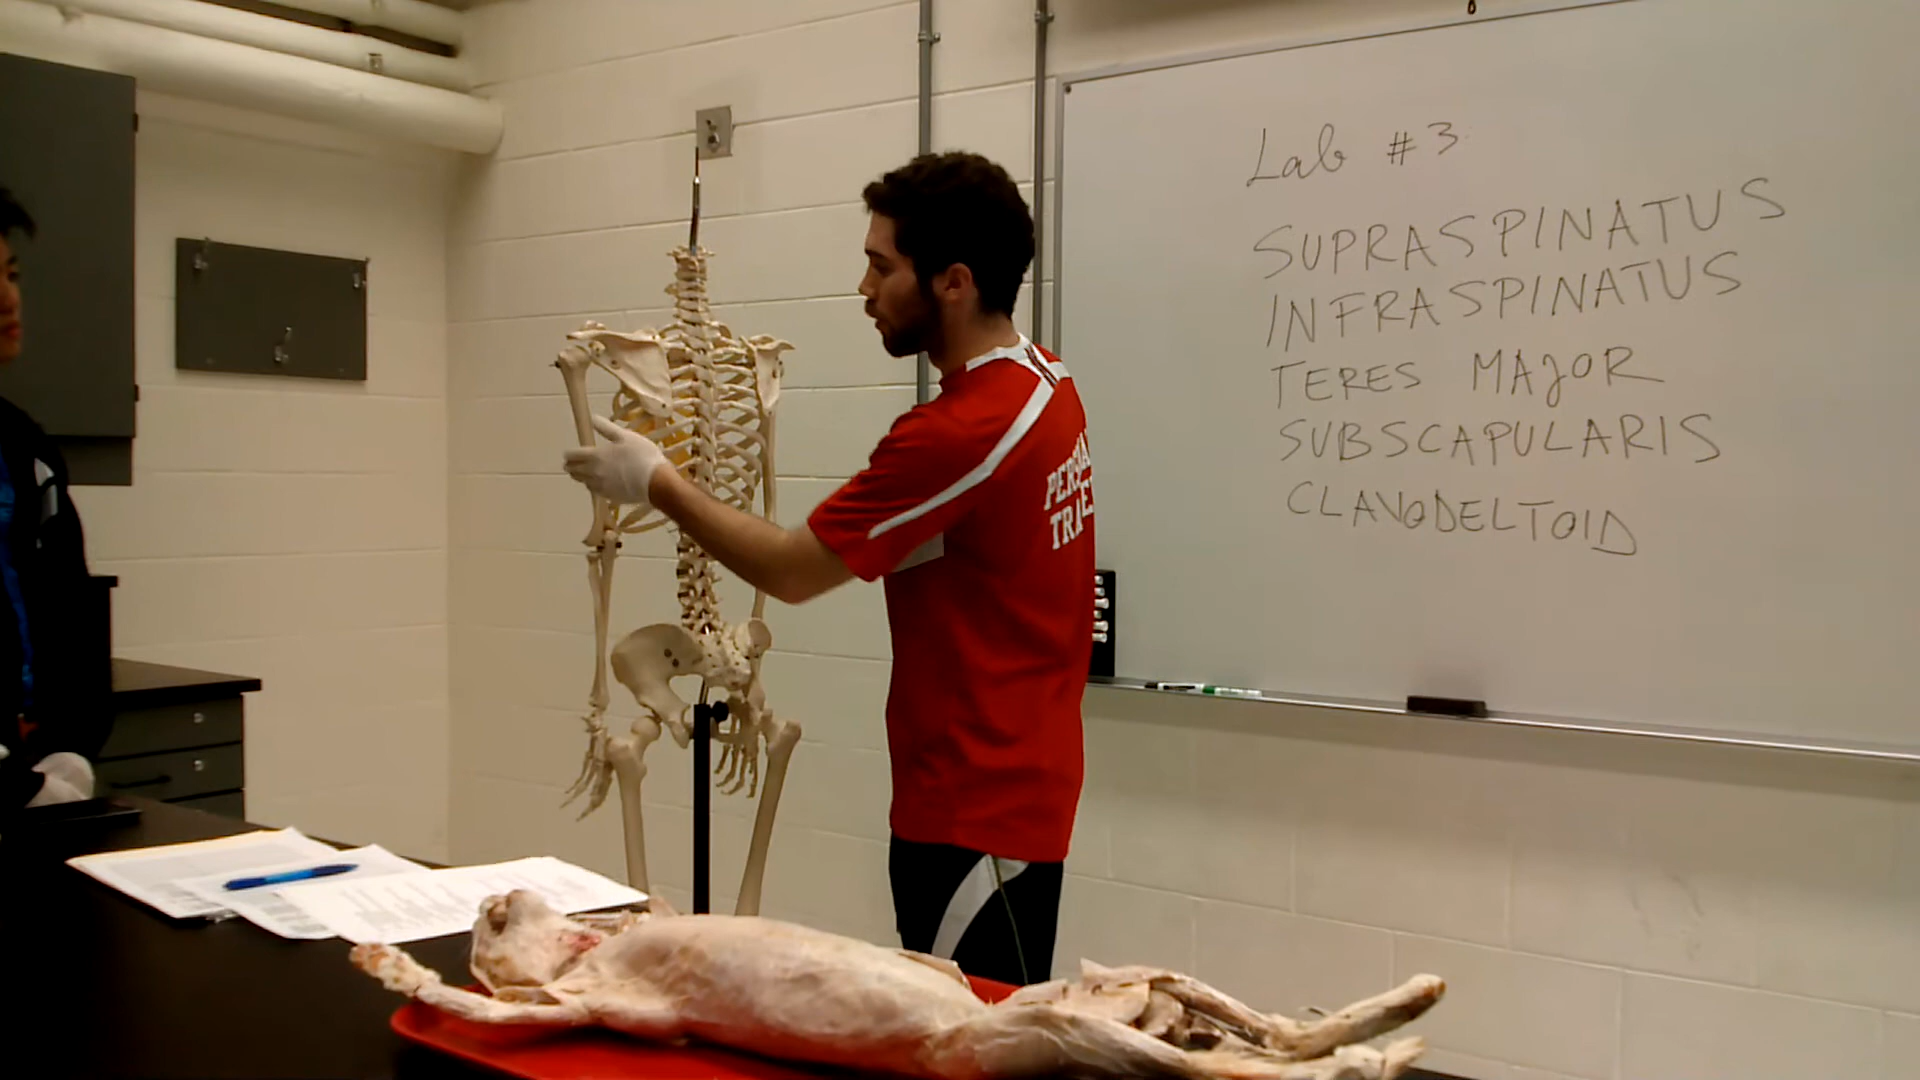 Lab #3
SUPRASPINATUS
INFRASPINATUS
TERES MAJOR
SUBSCAPULARIS
CLAVODELTOID